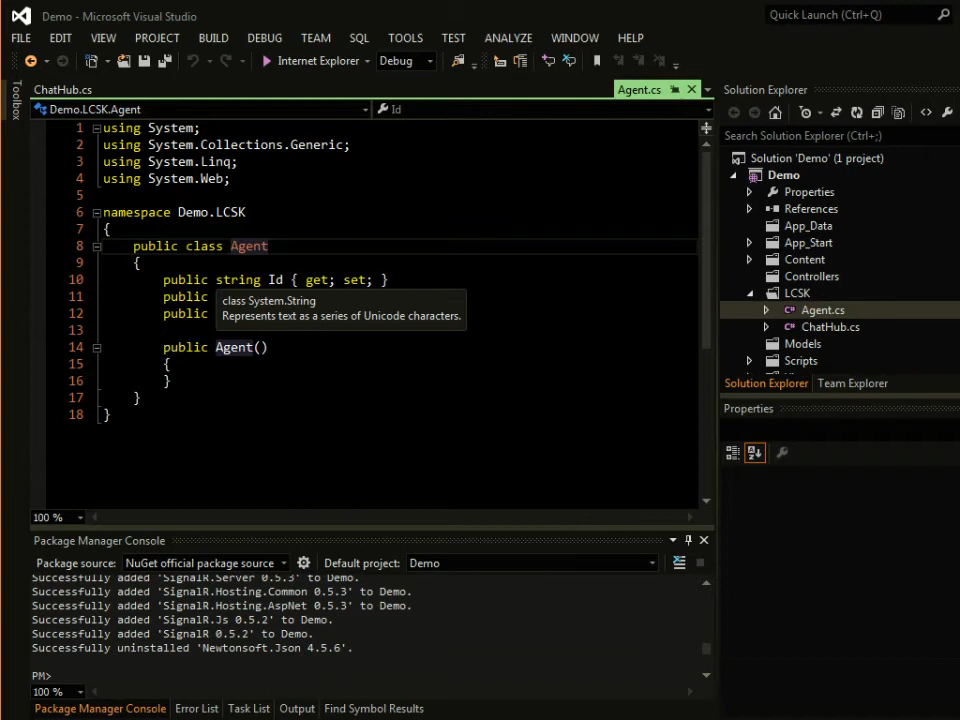 Demo - Microsoft Visual Studio
Quick Launch (Ctrl+Q)
FILE EDIT VIEW PROJECT BUILD DEBUG TEAM SQL TOOLS TEST ANALYZE WINDOW HELP
Internet Explorer Debug
Toolbox
ChatHub.cs
Agent.cs
Demo.LCSK.Agent
Id
1 using System;
2 using System.Collections.Generic;
3 using System.Linq;
4 using System.Web;
5
6 namespace Demo.LCSK
7 {
8 public class Agent
9 {
10 public string Id { get; set; }
11 public
12 public
class System.String
Represents text as a series of Unicode characters.
13
14 public Agent()
15 {
16 }
17 }
18 }
100 %
Solution Explorer
Search Solution Explorer (Ctrl+;)
Solution 'Demo' (1 project)
Demo
Properties
References
App_Data
App_Start
Content
Controllers
LCSK
Agent.cs
ChatHub.cs
Models
Scripts
Solution Explorer Team Explorer
Properties
Package Manager Console
Package source: NuGet official package source Default project: Demo
Successfully added 'SignalR.Server 0.5.3' to Demo.
Successfully added 'SignalR.Hosting.Common 0.5.3' to Demo.
Successfully added 'SignalR.Hosting.AspNet 0.5.3' to Demo.
Successfully added 'SignalR.Js 0.5.2' to Demo.
Successfully added 'SignalR 0.5.2' to Demo.
Successfully uninstalled 'Newtonsoft.Json 4.5.6'.
PM>
100 %
Package Manager Console Error List Task List Output Find Symbol Results